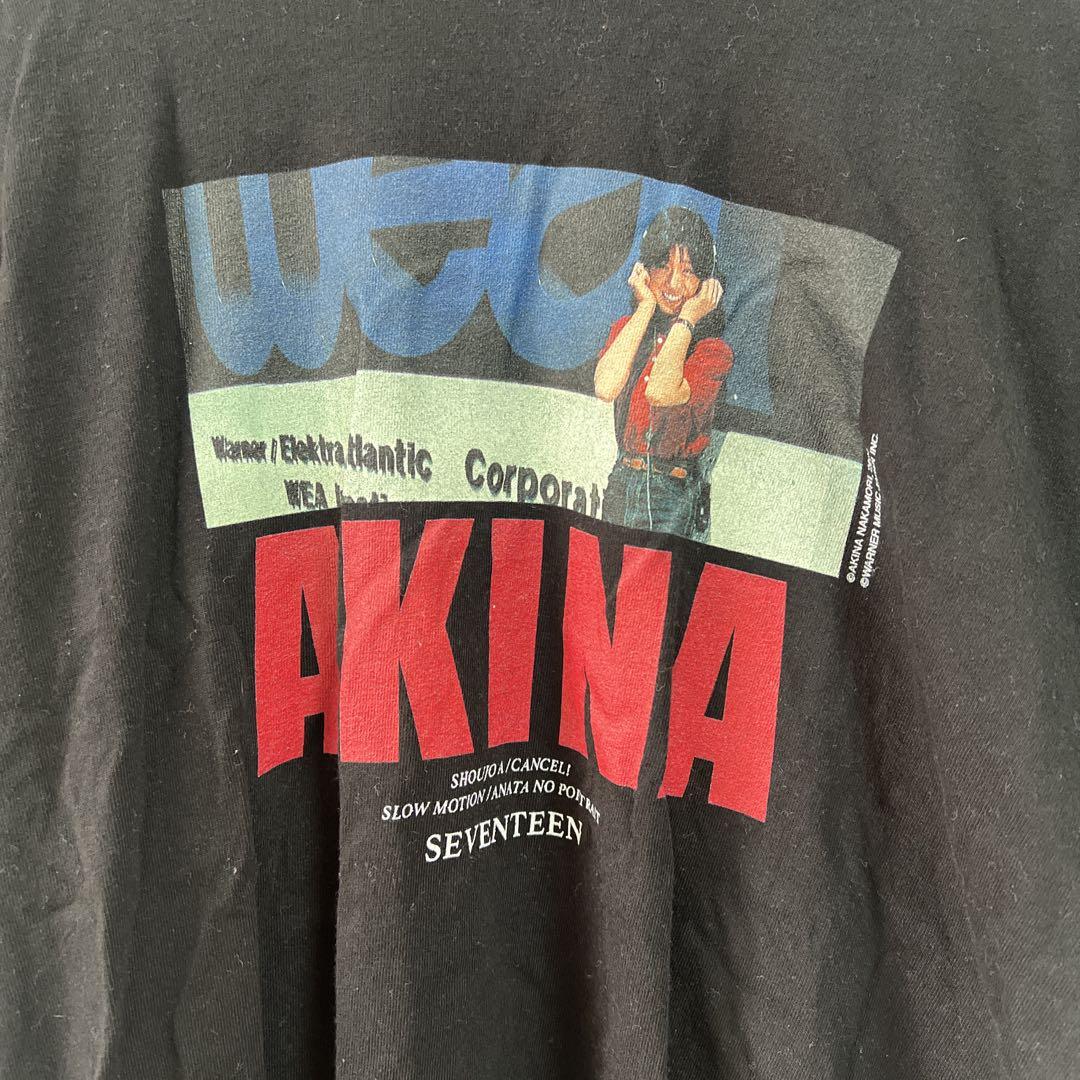 wea
Warner / Elektra tlantic Corporat
WEA
©AKINA NAKAMORI INC.
©WARNER MUSIC
AKINA
SHOUJO A/CANCEL!
SLOW MOTION/ANATA NO PORTRAIT
SEVENTEEN